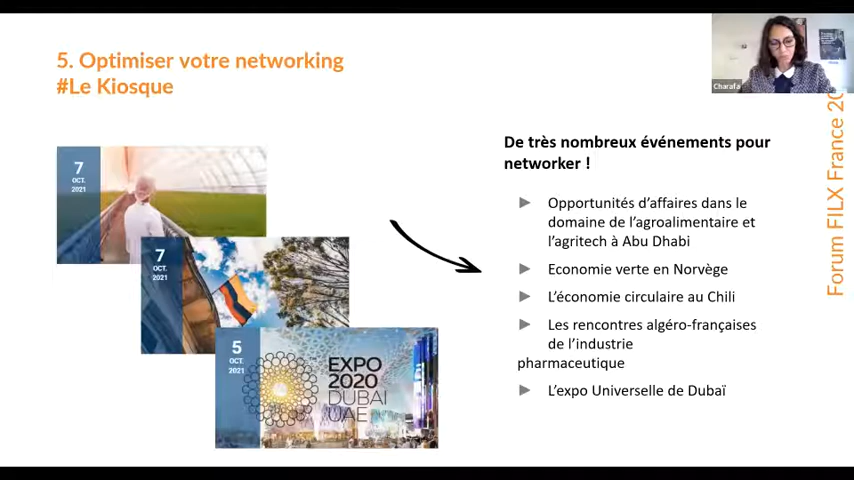 5. Optimiser votre networking
#Le Kiosque
Charafa
De très nombreux événements pour
networker !
Opportunités d'affaires dans le
domaine de l'agroalimentaire et
l'agritech à Abu Dhabi
Economie verte en Norvège
L'économie circulaire au Chili
Les rencontres algéro-françaises
de l'industrie
pharmaceutique
L'expo Universelle de Dubaï
7
OCT.
2021
7
OCT.
2021
5
OCT.
2021
EXPO
2020
DUBAI
UAE
Forum FILX France